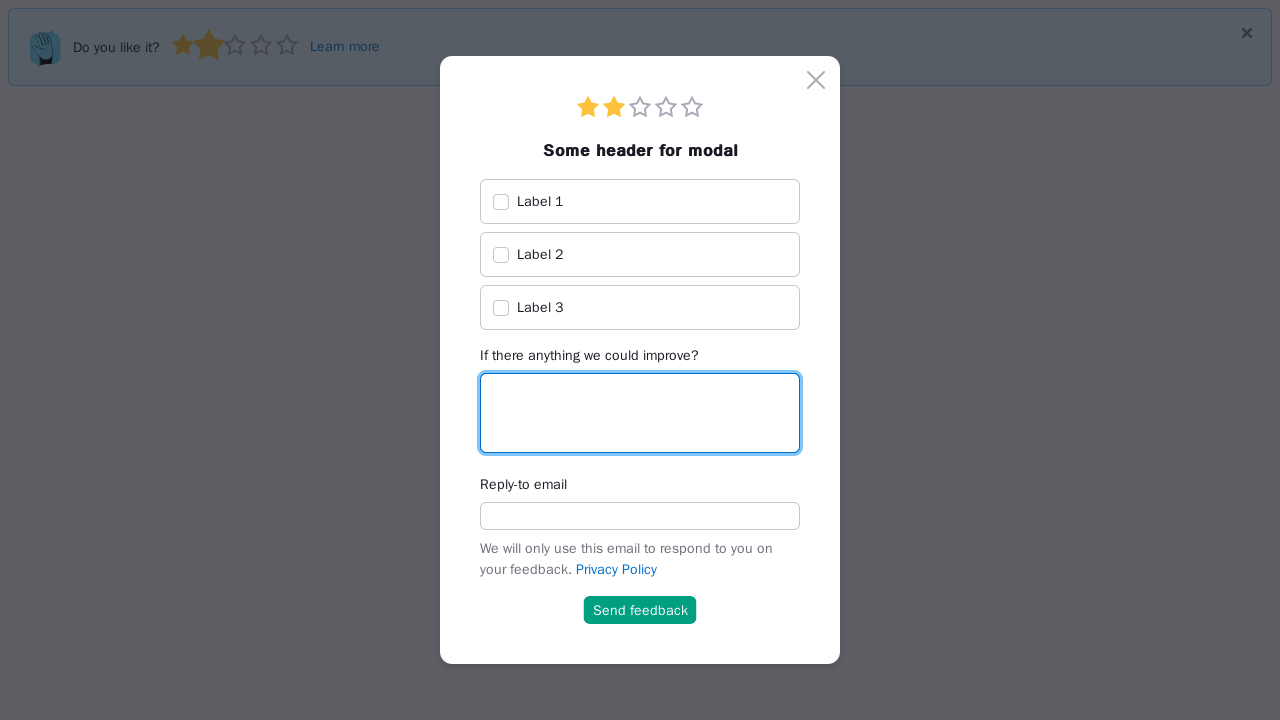 Do you like it?
Learn more
Some header for modal
Label 1
Label 2
Label 3
If there anything we could improve?
Reply-to email
We will only use this email to respond to you on
your feedback. Privacy Policy
Send feedback